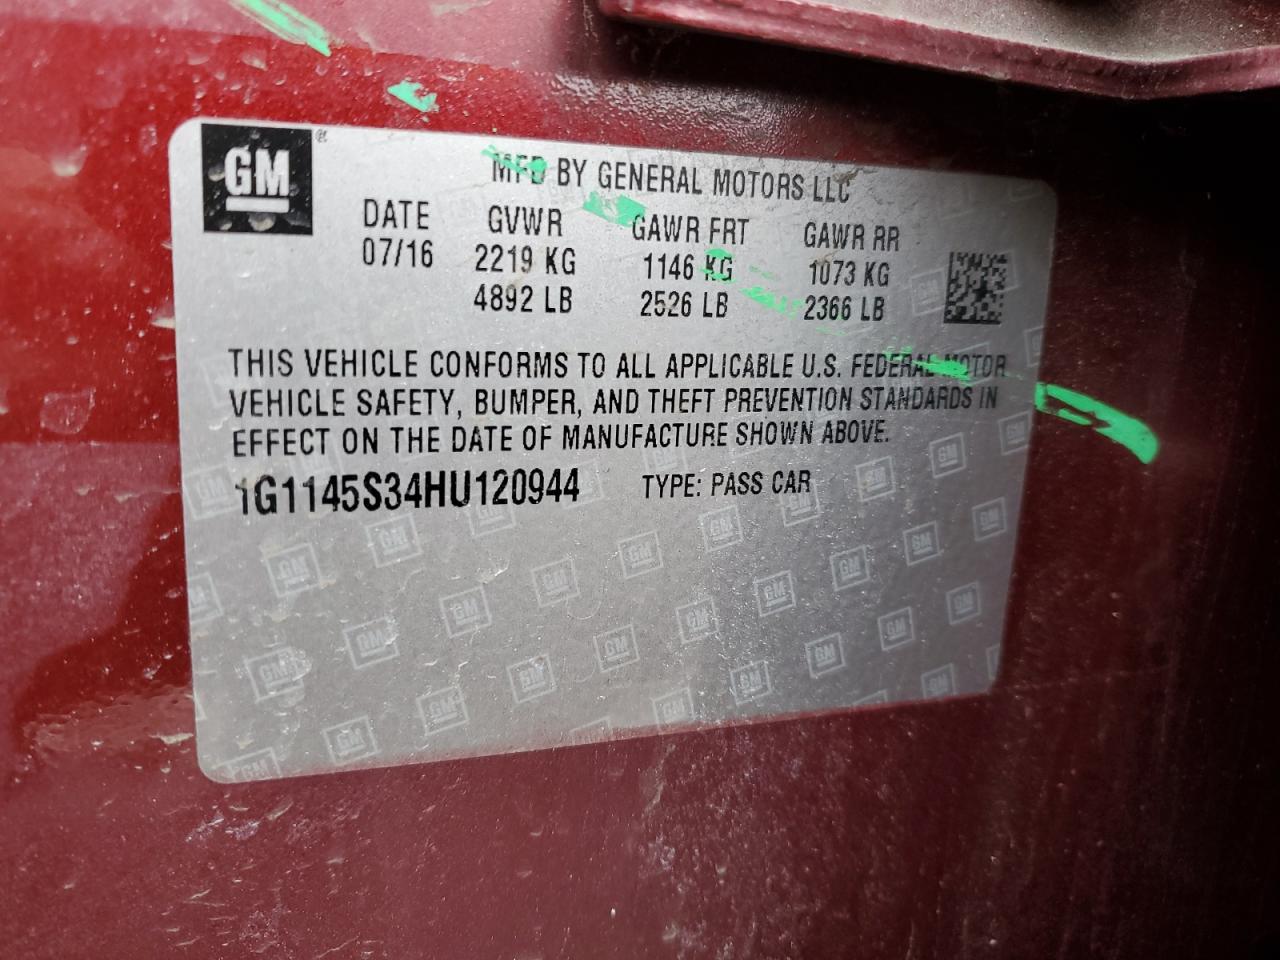 GM ®
MFD BY GENERAL MOTORS LLC
DATE GVWR GAWR FRT GAWR RR
07/16 2219 KG 1146 KG 1073 KG
4892 LB 2526 LB 2366 LB
THIS VEHICLE CONFORMS TO ALL APPLICABLE U.S. FEDERAL MOTOR
VEHICLE SAFETY, BUMPER, AND THEFT PREVENTION STANDARDS IN
EFFECT ON THE DATE OF MANUFACTURE SHOWN ABOVE.
1G1145S34HU120944 TYPE: PASS CAR